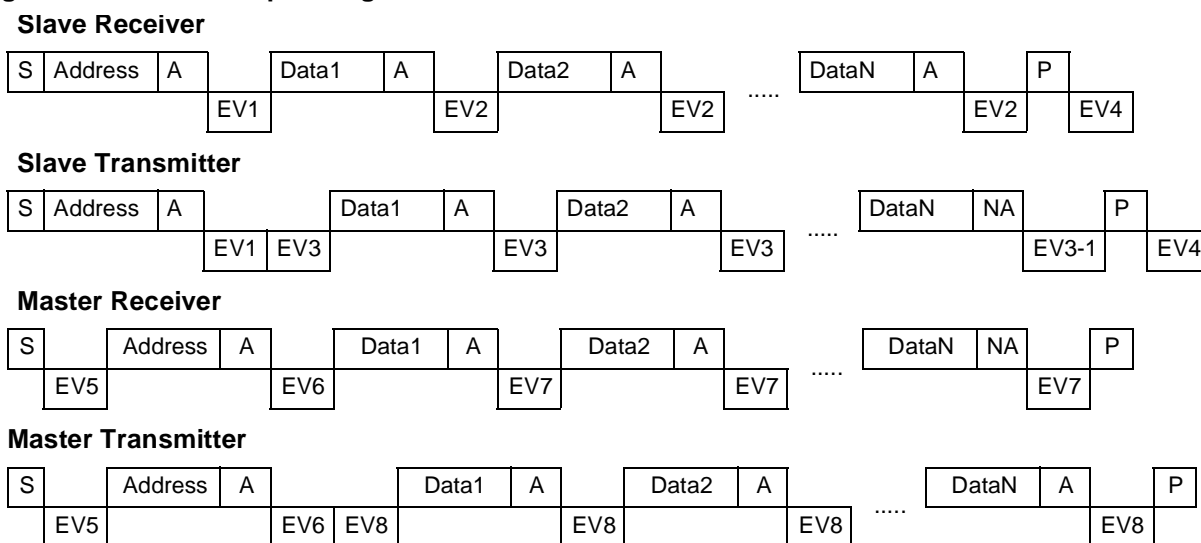 Slave Receiver
S Address A Data1 A Data2 A DataN A P
EV1 EV2 EV2 ..... EV2 EV4
Slave Transmitter
S Address A Data1 A Data2 A DataN NA P
EV1 EV3 EV3 EV3 ..... EV3-1 EV4
Master Receiver
S Address A Data1 A Data2 A DataN NA P
EV5 EV6 EV7 EV7 ..... EV7
Master Transmitter
S Address A Data1 A Data2 A DataN A P
EV5 EV6 EV8 EV8 EV8 ..... EV8